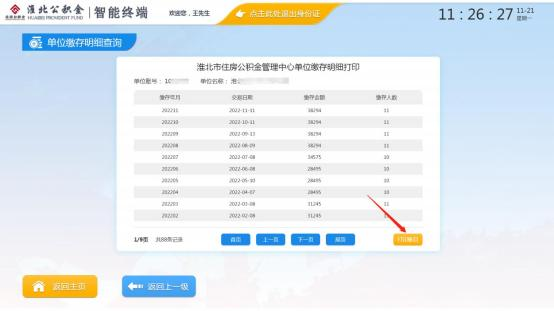 淮北公积金 智能终端 欢迎您，王先生 点击此处退出身份证 11:26:27 11-21
HUAIBEI PROVIDENT FUND 星期一
单位缴存明细查询
淮北市住房公积金管理中心单位缴存明细打印
单位账号： 10 单位名称： 淮
缴存年月 交易日期 缴存金额 缴存人数
202211 2022-11-11 38294 11
202210 2022-10-11 38294 11
202209 2022-09-13 38294 11
202208 2022-08-09 38294 11
202207 2022-07-08 34575 10
202206 2022-06-08 28495 10
202205 2022-05-10 28495 10
202204 2022-04-07 28495 10
202203 2022-03-08 31245 11
202202 2022-02-08 31245 11
1/9页 共88条记录 首页 上一页 下一页 尾页
返回主页 返回上一级